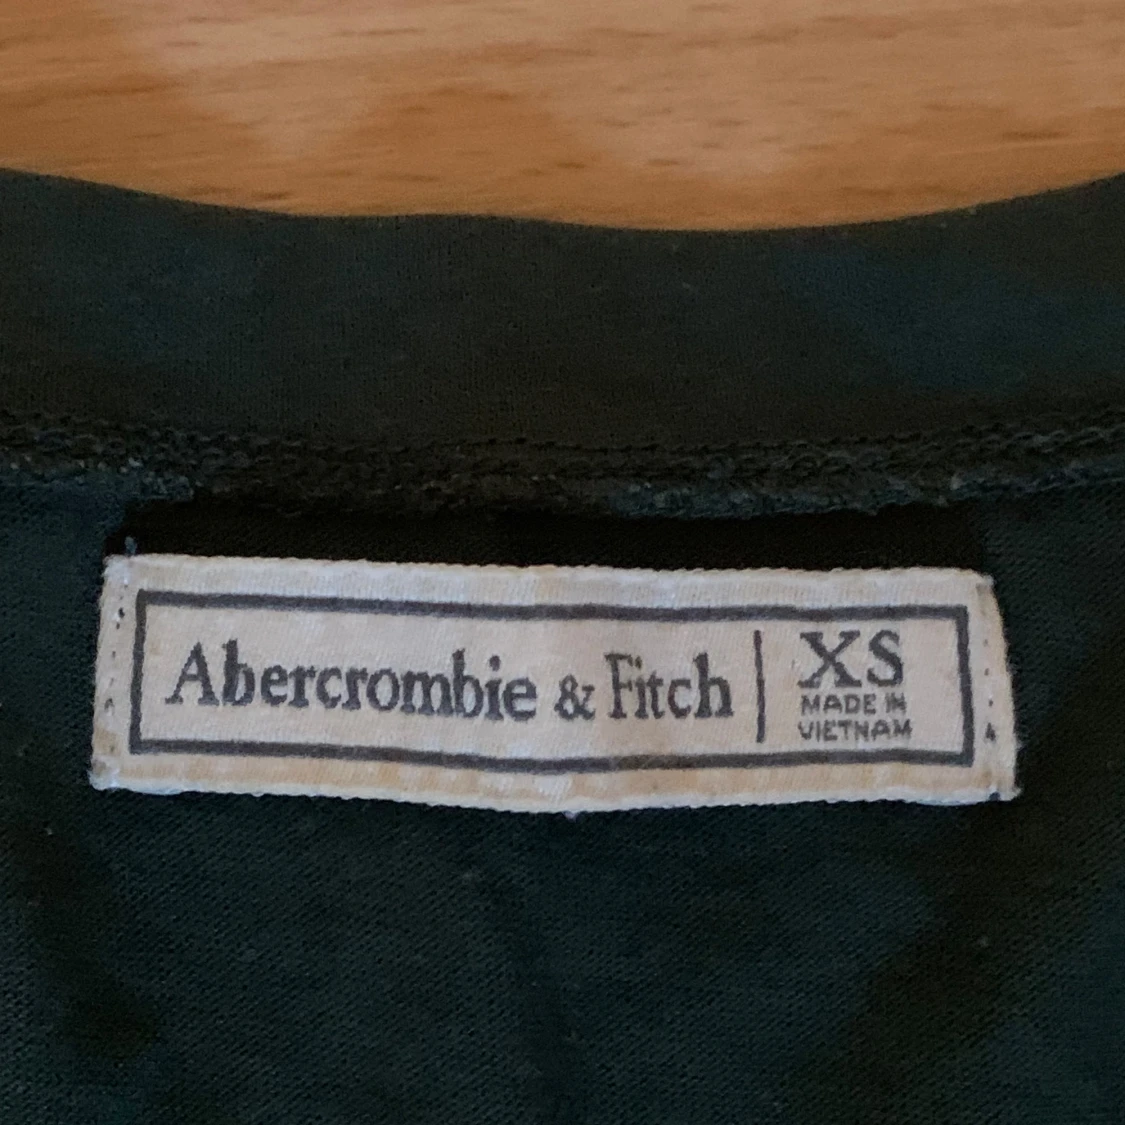 Abercrombie & Fitch
XS
MADE IN
VIETNAM